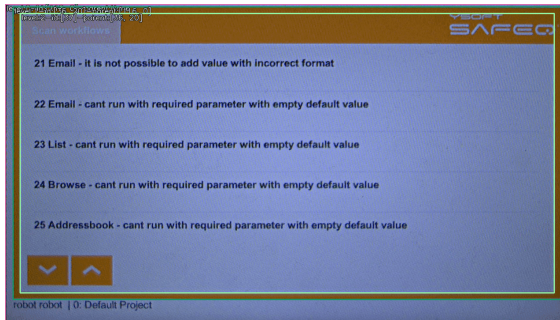 Scan workflows
YSOFT
SAFEQ
21 Email - it is not possible to add value with incorrect format
22 Email - cant run with required parameter with empty default value
23 List - cant run with required parameter with empty default value
24 Browse - cant run with required parameter with empty default value
25 Addressbook - cant run with required parameter with empty default value
robot robot | 0: Default Project